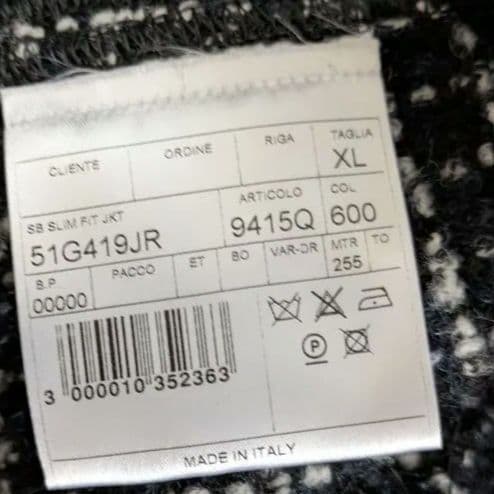 CLIENTE ORDINE RIGA TAGLIA
XL
SB SLIM FIT JKT ARTICOLO COL
51G419JR 9415Q 600
B.P PACCO ET BO VAR-DR MTR TO
00000 255
P
3 000010 352363
MADE IN ITALY